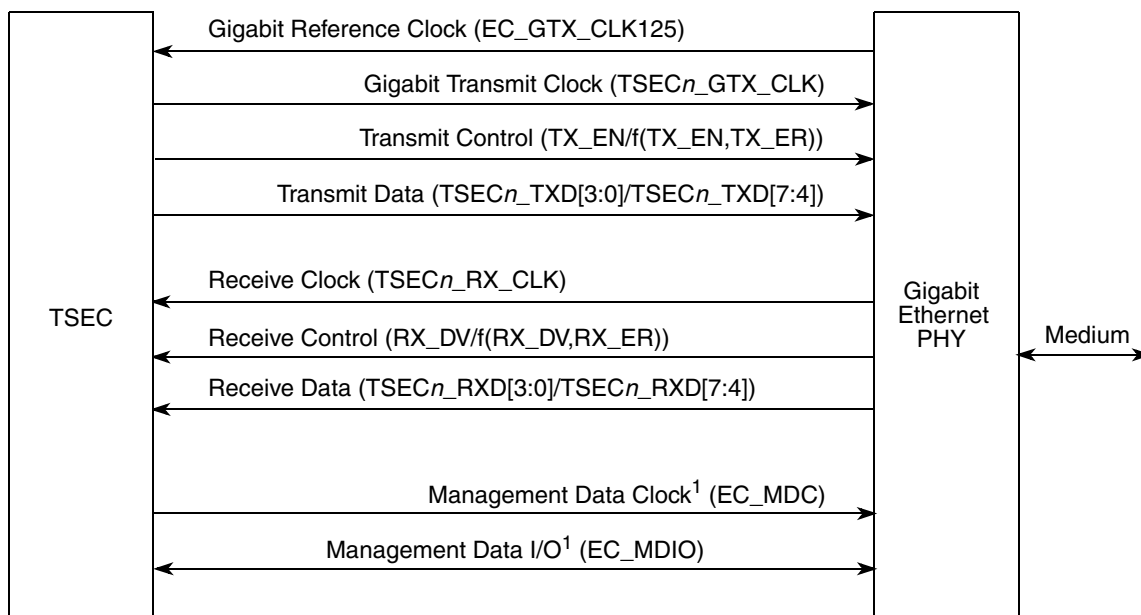 Gigabit Reference Clock (EC_GTX_CLK125)
Gigabit Transmit Clock (TSECn_GTX_CLK)
Transmit Control (TX_EN/f(TX_EN,TX_ER))
Transmit Data (TSECn_TXD[3:0]/TSECn_TXD[7:4])
Receive Clock (TSECn_RX_CLK)
TSEC
Gigabit
Ethernet
PHY
Receive Control (RX_DV/f(RX_DV,RX_ER))
Medium
Receive Data (TSECn_RXD[3:0]/TSECn_RXD[7:4])
Management Data Clock¹ (EC_MDC)
Management Data I/O¹ (EC_MDIO)